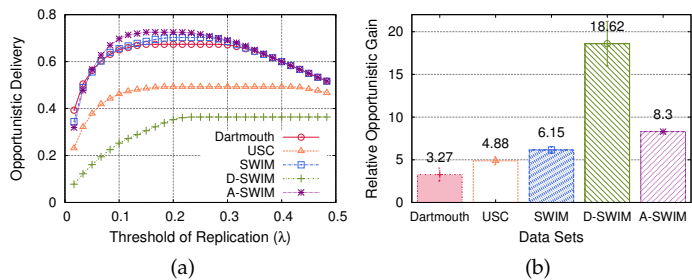 0.8
0.6
0.4
0.2
0
0
0.1
0.2
0.3
0.4
0.5
Opportunistic Delivery
Threshold of Replication (λ)
Dartmouth
USC
SWIM
D-SWIM
A-SWIM
(a)
20
15
10
5
0
Relative Opportunistic Gain
3.27
4.88
6.15
18.62
8.3
Dartmouth
USC
SWIM
D-SWIM
A-SWIM
Data Sets
(b)